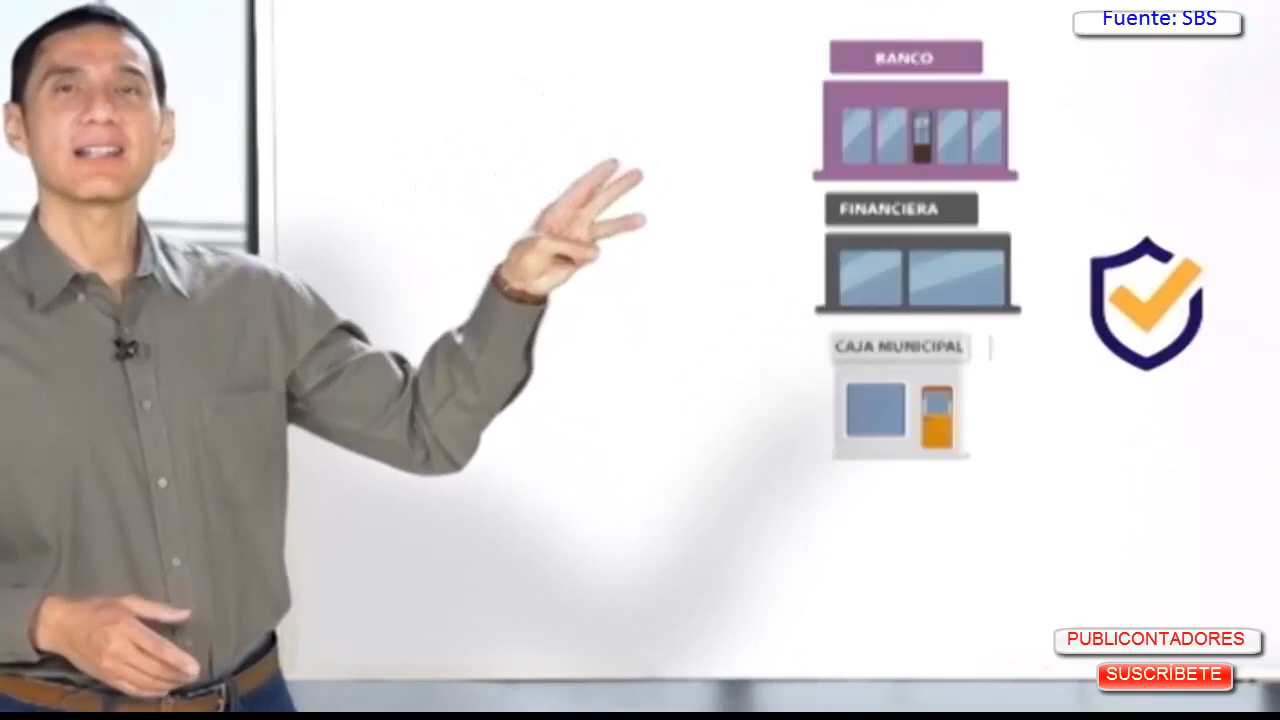 Fuente: SBS
BANCO
FINANCIERA
CAJA MUNICIPAL
PUBLICONTADORES
SUSCRÍBETE